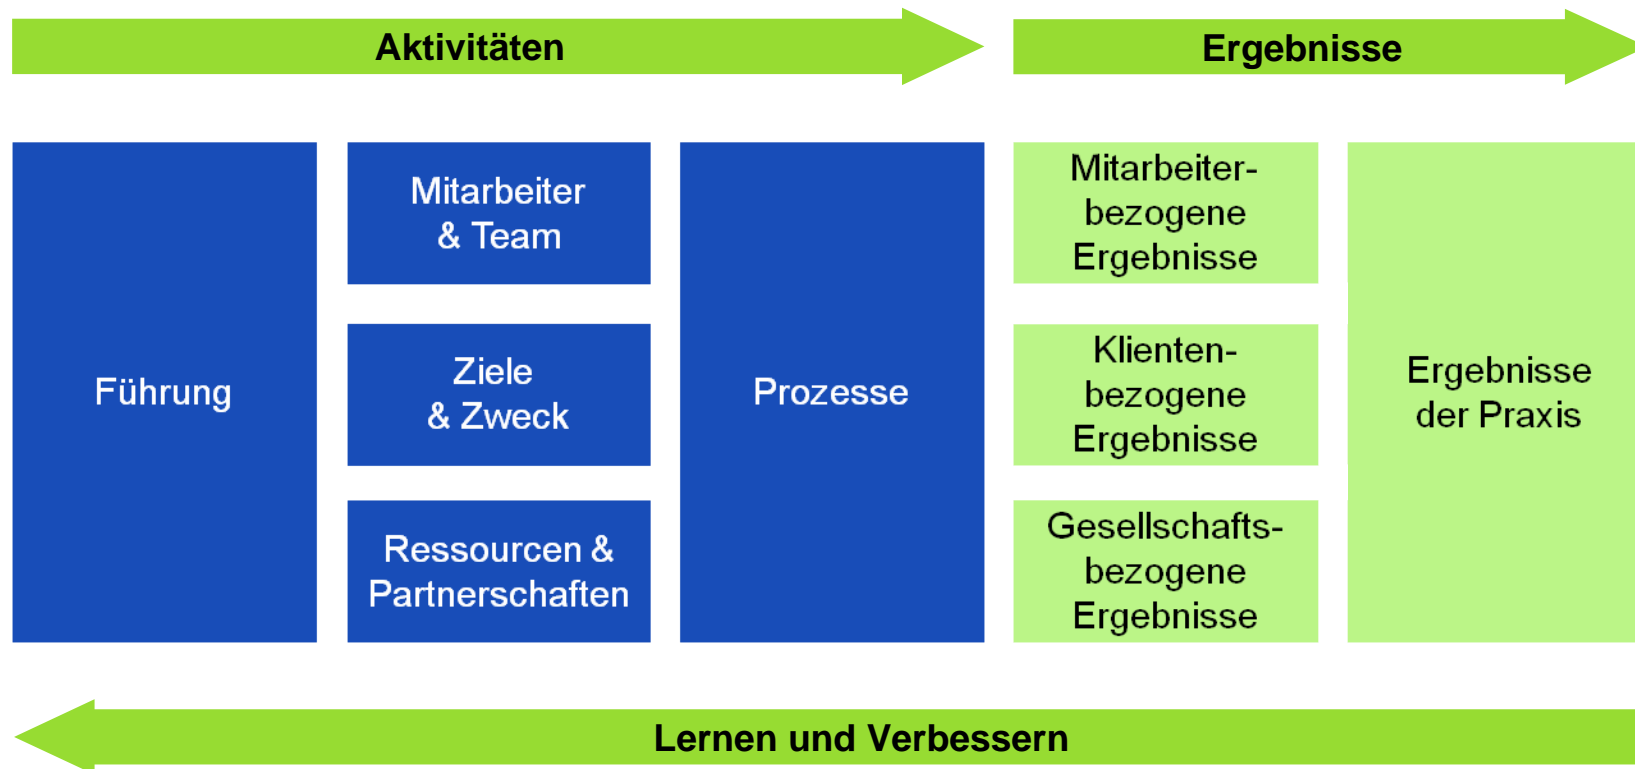 Aktivitäten
Ergebnisse
Führung
Mitarbeiter
& Team
Ziele
& Zweck
Ressourcen &
Partnerschaften
Prozesse
Mitarbeiter-
bezogene
Ergebnisse
Klienten-
bezogene
Ergebnisse
Gesellschafts-
bezogene
Ergebnisse
Ergebnisse
der Praxis
Lernen und Verbessern